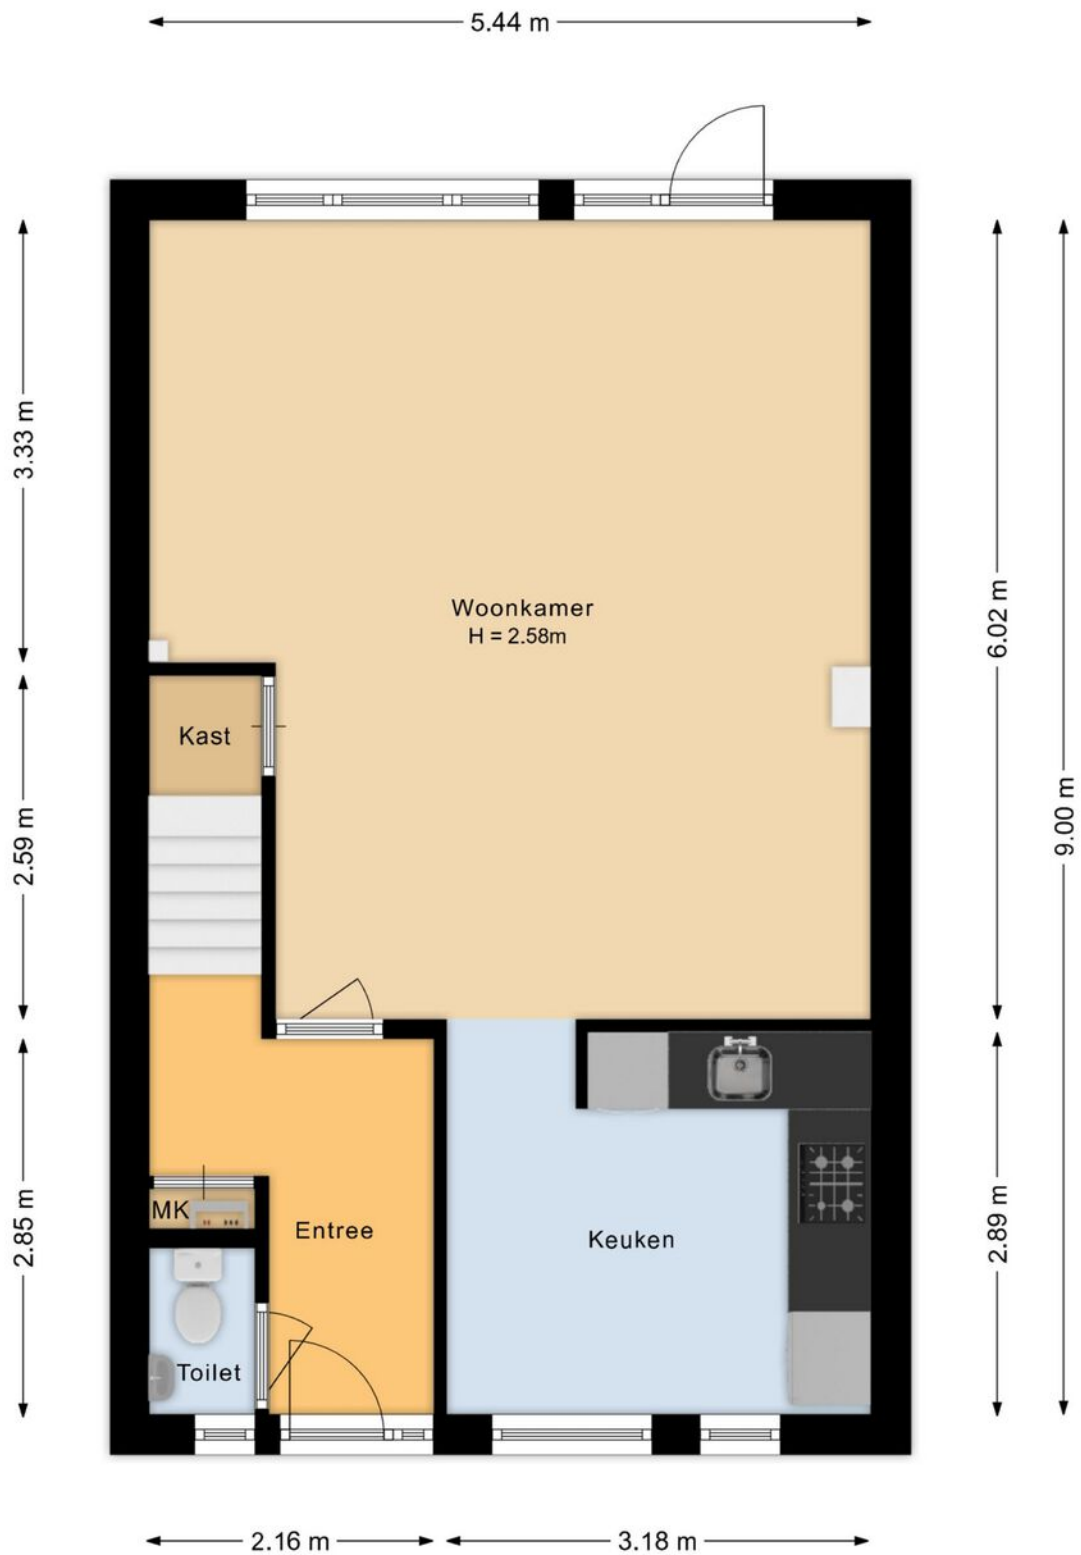 5.44 m
3.33 m
Woonkamer
H = 2.58m
6.02 m
Kast
9.00 m
2.59 m
MK
Entree
Keuken
2.85 m
2.89 m
Toilet
2.16 m
3.18 m